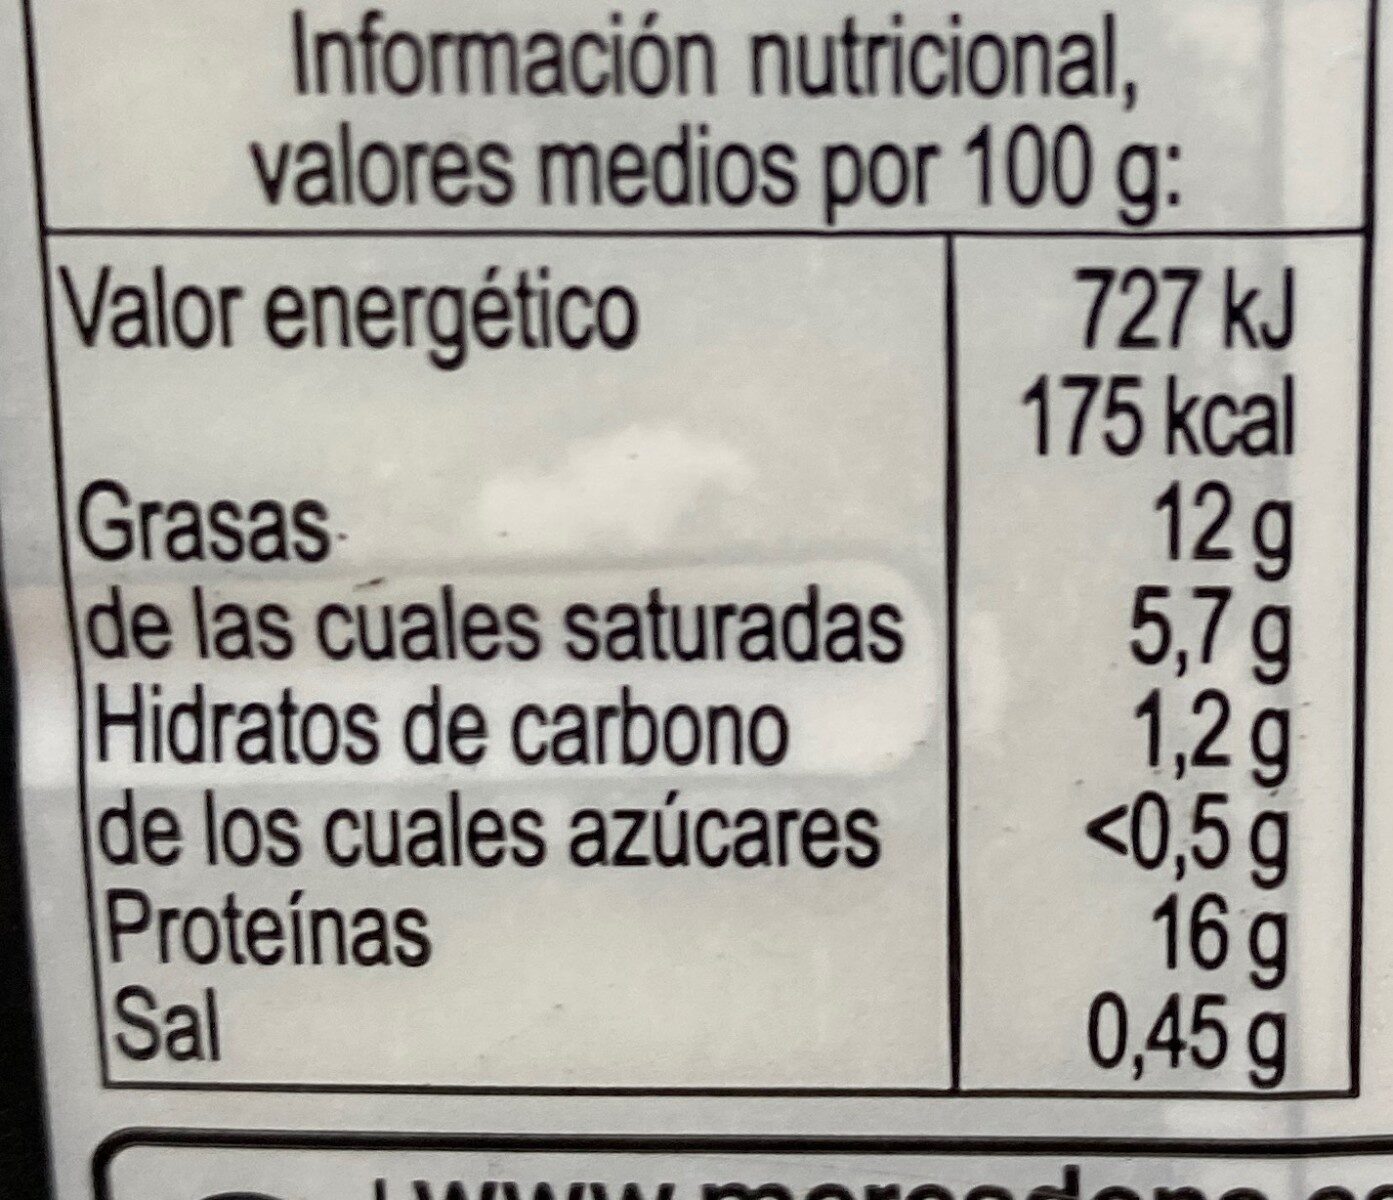 Información nutricional,
valores medios por 100 g:
Valor energético 727 kJ
175 kcal
Grasas 12 g
de las cuales saturadas 5,7 g
Hidratos de carbono 1,2 g
de los cuales azúcares <0,5 g
Proteínas 16 g
Sal 0,45 g